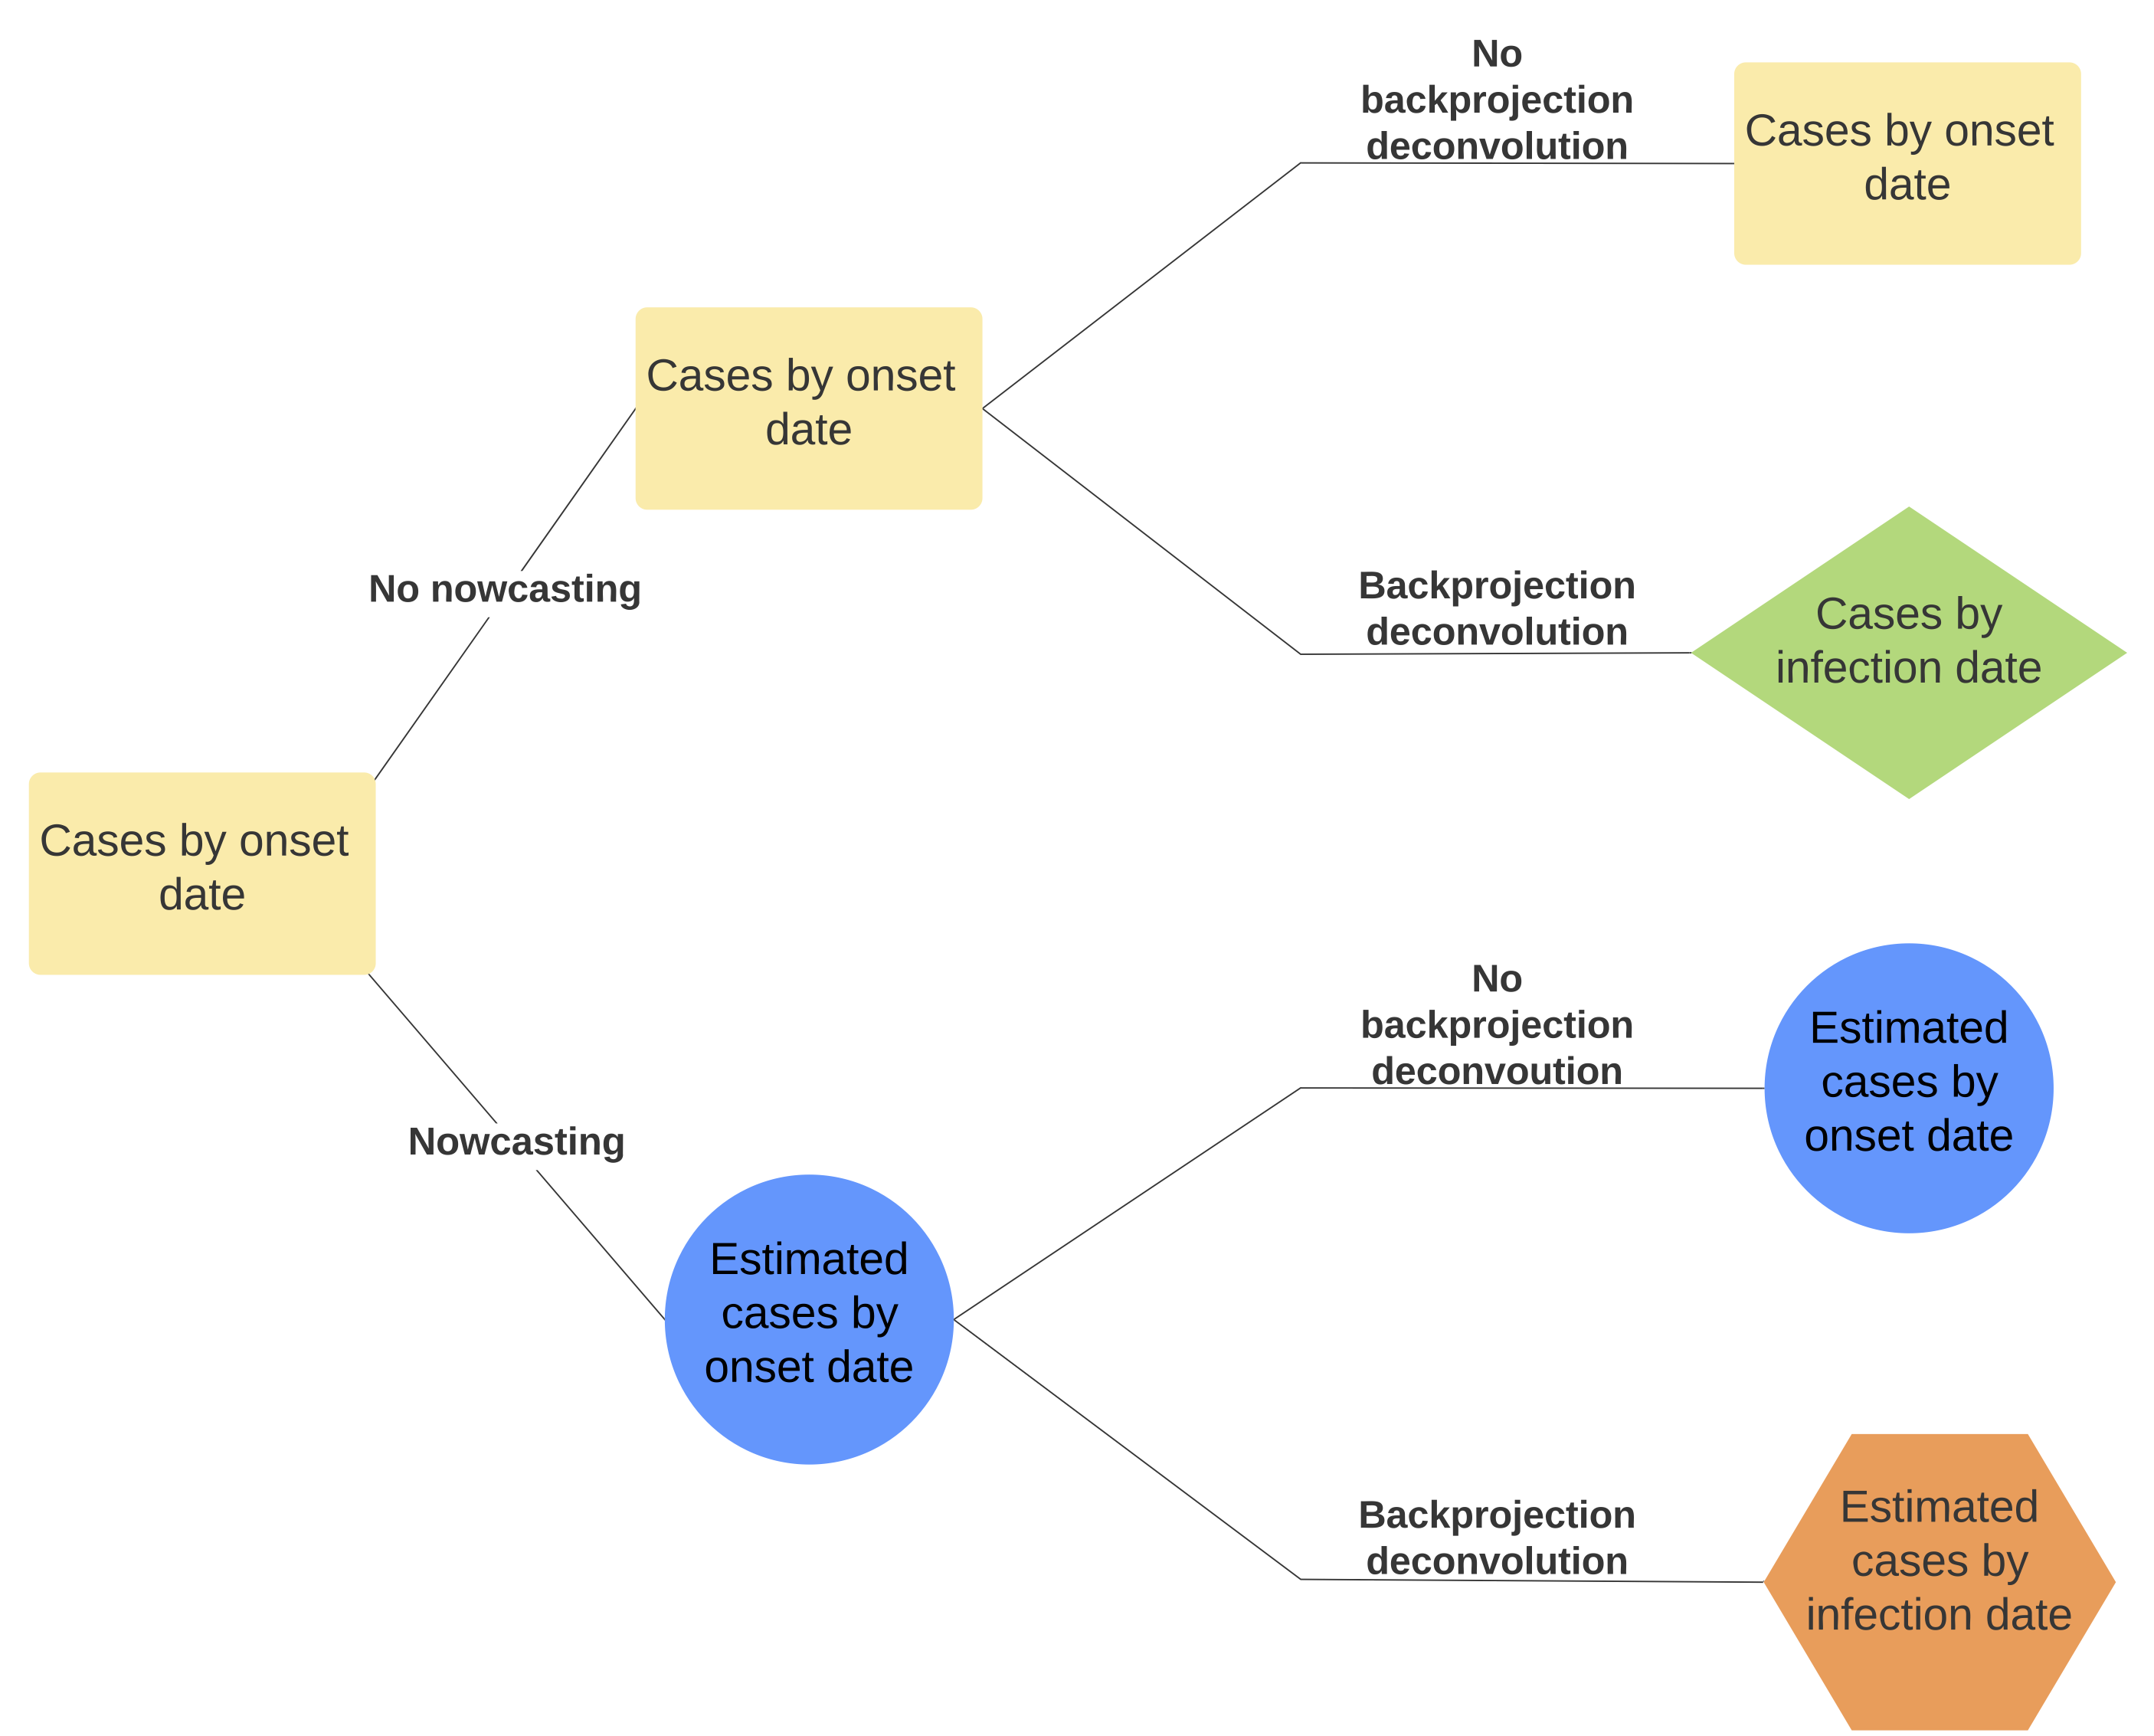 No
backprojection
deconvolution
Cases by onset
date
Cases by onset
date
No nowcasting
Backprojection
deconvolution
Cases by
infection date
Cases by onset
date
No
backprojection
deconvoution
Estimated
cases by
onset date
Nowcasting
Estimated
cases by
onset date
Backprojection
deconvolution
Estimated
cases by
infection date